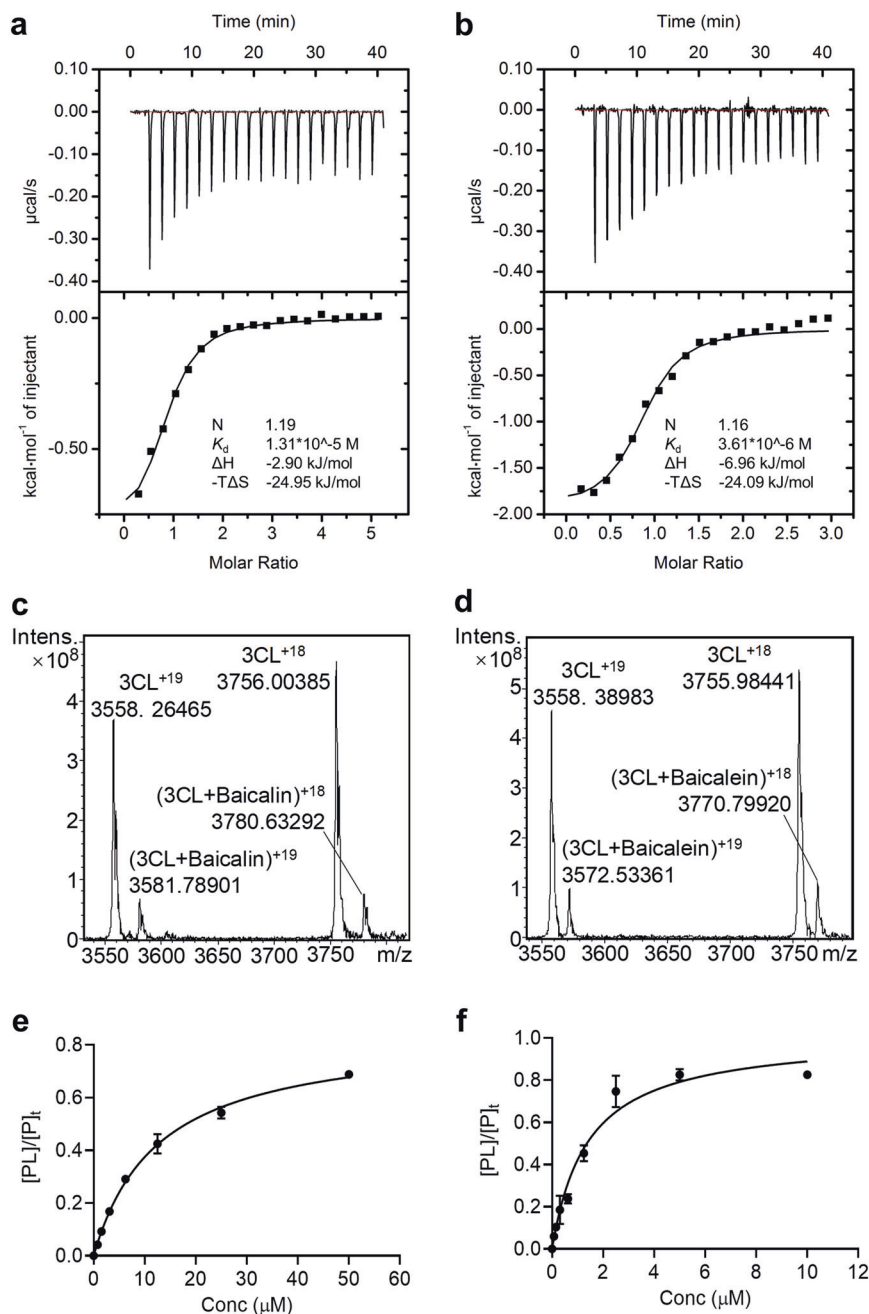 a
Time (min)
0 10 20 30 40
0.10
0.00
-0.10
-0.20
-0.30
-0.40
µcal/s
0.00
-0.50
kcal·mol⁻¹ of injectant
N 1.19
Kd 1.31*10^-5 M
ΔH -2.90 kJ/mol
-TΔS -24.95 kJ/mol
0 1 2 3 4 5
Molar Ratio
b
Time (min)
0 10 20 30 40
0.10
0.00
-0.10
-0.20
-0.30
-0.40
µcal/s
0.00
-0.50
-1.00
-1.50
-2.00
kcal·mol⁻¹ of injectant
N 1.16
Kd 3.61*10^-6 M
ΔH -6.96 kJ/mol
-TΔS -24.09 kJ/mol
0.0 0.5 1.0 1.5 2.0 2.5 3.0
Molar Ratio
c
Intens.
×10⁸
4
2
0
3CL⁺¹⁹
3558. 26465
3CL⁺¹⁸
3756.00385
(3CL+Baicalin)⁺¹⁸
3780.63292
(3CL+Baicalin)⁺¹⁹
3581.78901
3550 3600 3650 3700 3750 m/z
d
Intens.
×10⁸
5
4
3
2
1
0
3CL⁺¹⁹
3558. 38983
3CL⁺¹⁸
3755.98441
(3CL+Baicalein)⁺¹⁸
3770.79920
(3CL+Baicalein)⁺¹⁹
3572.53361
3550 3600 3650 3700 3750 m/z
e
0.8
0.6
0.4
0.2
0.0
[PL]/[P]t
0 10 20 30 40 50 60
Conc (µM)
f
1.0
0.8
0.6
0.4
0.2
0.0
[PL]/[P]t
0 2 4 6 8 10 12
Conc (µM)